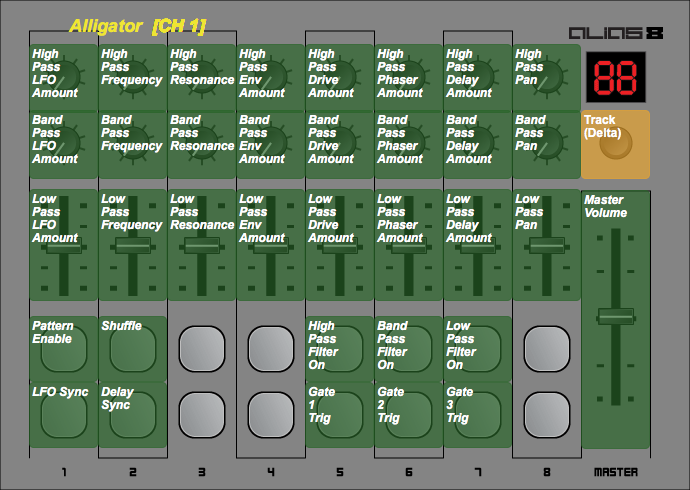 Alligator [CH 1]
ALIAS 8
High Pass LFO Amount
High Pass Frequency
High Pass Resonance
High Pass Env Amount
High Pass Drive Amount
High Pass Phaser Amount
High Pass Delay Amount
High Pass Pan
88
Band Pass LFO Amount
Band Pass Frequency
Band Pass Resonance
Band Pass Env Amount
Band Pass Drive Amount
Band Pass Phaser Amount
Band Pass Delay Amount
Band Pass Pan
Track (Delta)
Low Pass LFO Amount
Low Pass Frequency
Low Pass Resonance
Low Pass Env Amount
Low Pass Drive Amount
Low Pass Phaser Amount
Low Pass Delay Amount
Low Pass Pan
Master Volume
Pattern Enable
Shuffle
High Pass Filter On
Band Pass Filter On
Low Pass Filter On
LFO Sync
Delay Sync
Gate 1 Trig
Gate 2 Trig
Gate 3 Trig
1 2 3 4 5 6 7 8 MASTER